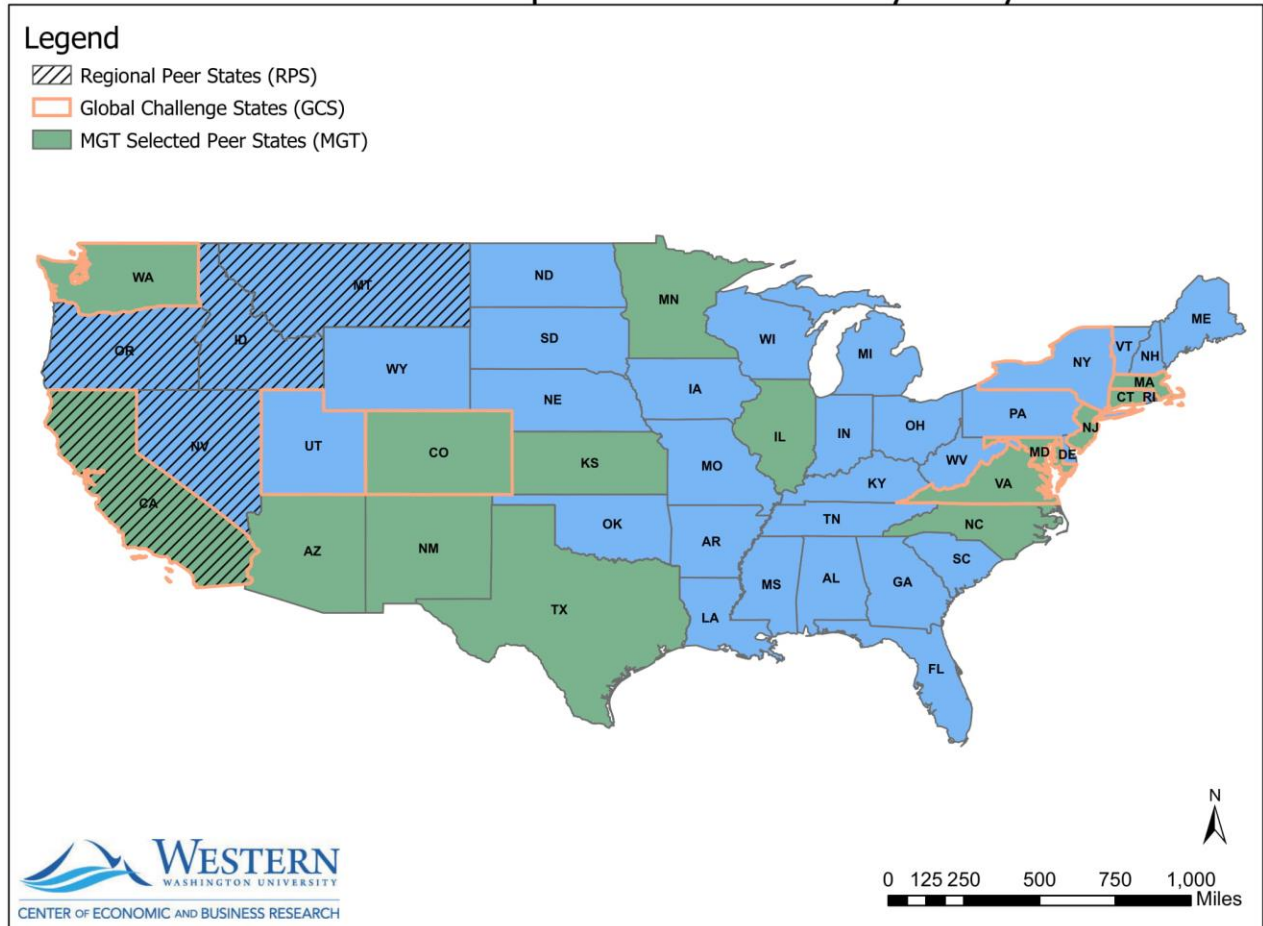 Legend
Regional Peer States (RPS)
Global Challenge States (GCS)
MGT Selected Peer States (MGT)
WA
MT
ND
MN
ME
OR
ID
SD
WI
VT
NH
NY
MI
WY
MA
IA
CT
RI
NE
PA
NV
UT
CO
IL
IN
OH
NJ
MD
DE
KS
MO
WV
VA
KY
CA
AZ
NM
OK
TN
NC
AR
SC
TX
MS
AL
GA
LA
FL
N
WESTERN
WASHINGTON UNIVERSITY
CENTER OF ECONOMIC AND BUSINESS RESEARCH
0 125 250 500 750 1,000
Miles